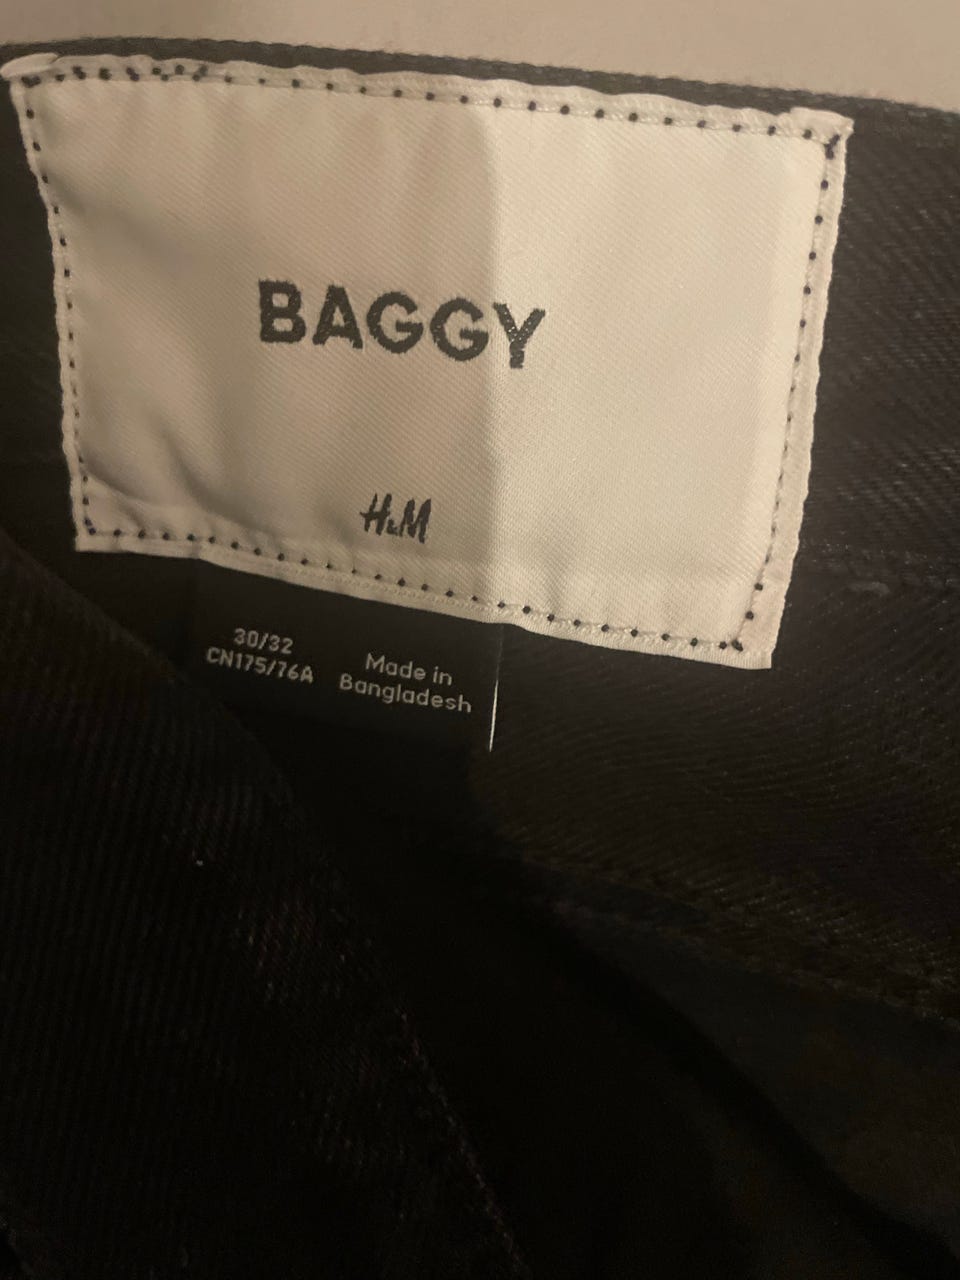 BAGGY
H&M
30/32
CN175/76A
Made in
Bangladesh